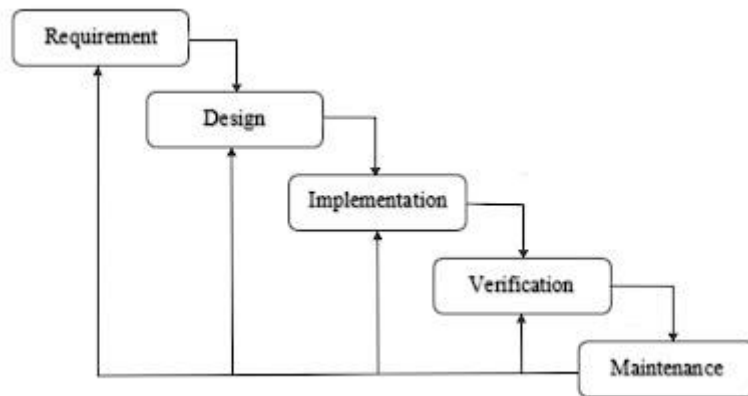 Requirement
Design
Implementation
Verification
Maintenance